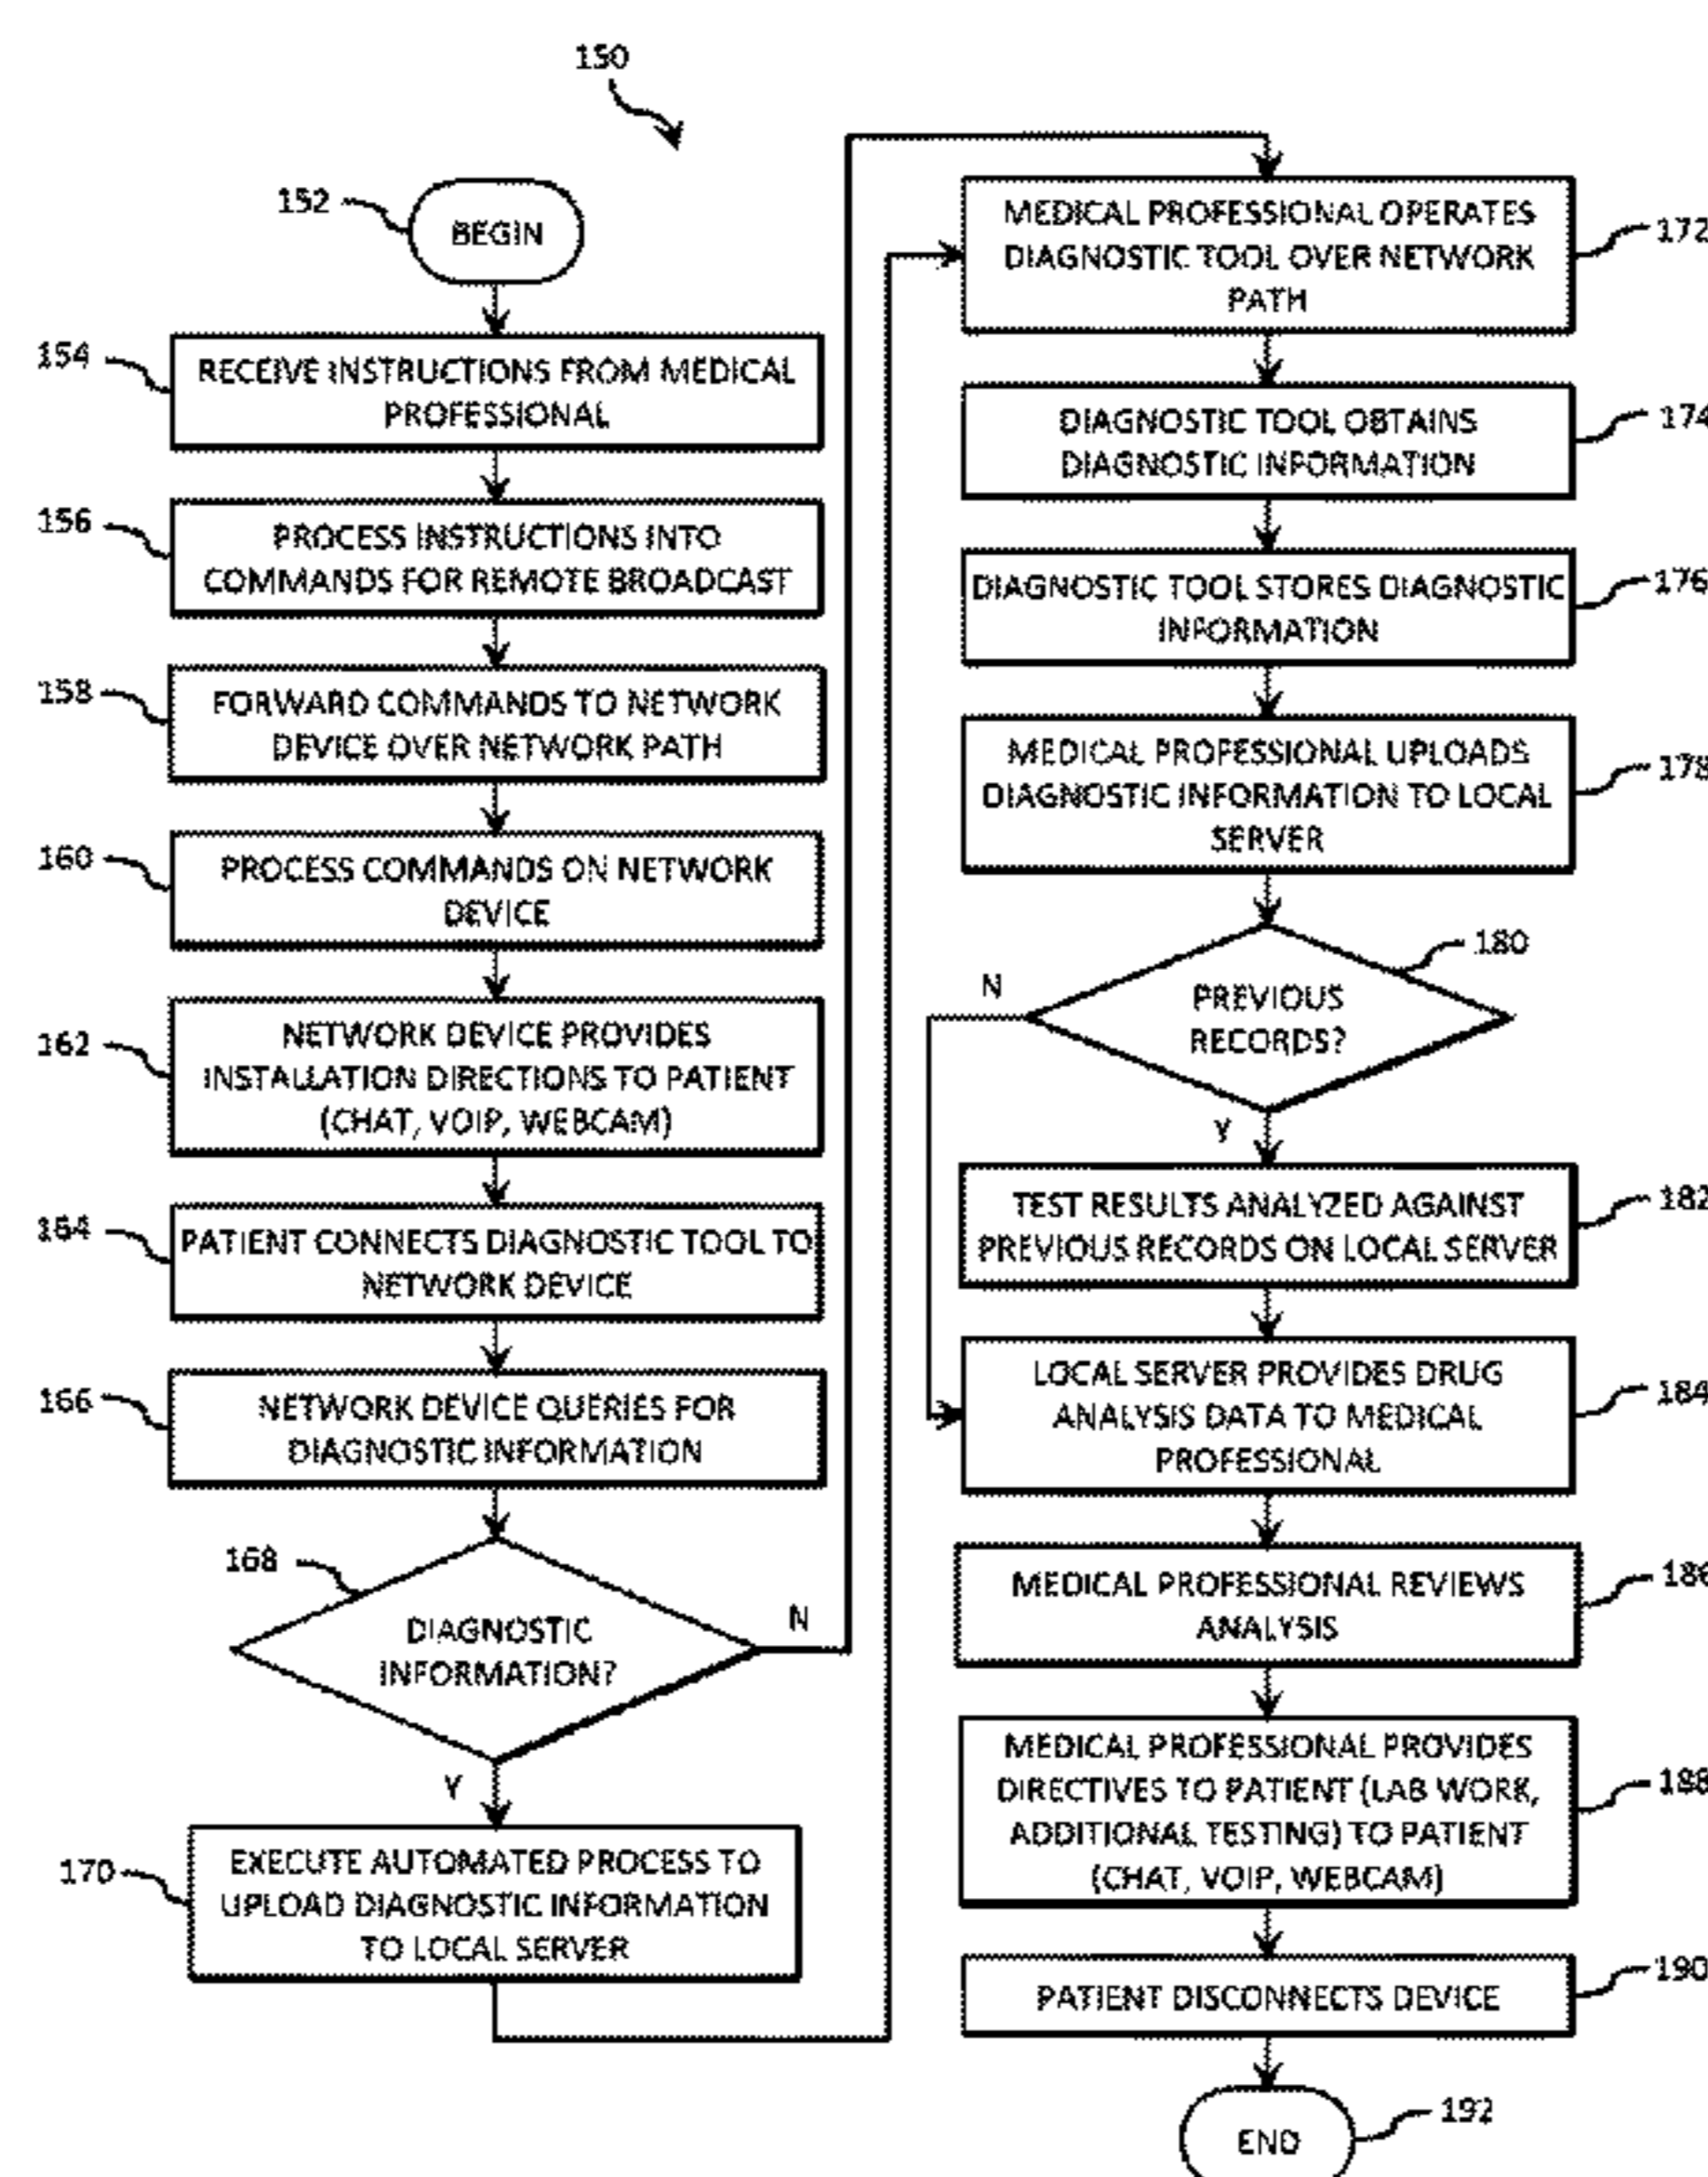 150
152
BEGIN
154
RECEIVE INSTRUCTIONS FROM MEDICAL
PROFESSIONAL
156
PROCESS INSTRUCTIONS INTO
COMMANDS FOR REMOTE BROADCAST
158
FORWARD COMMANDS TO NETWORK
DEVICE OVER NETWORK PATH
160
PROCESS COMMANDS ON NETWORK
DEVICE
162
NETWORK DEVICE PROVIDES
INSTALLATION DIRECTIONS TO PATIENT
(CHAT, VOIP, WEBCAM)
164
PATIENT CONNECTS DIAGNOSTIC TOOL TO
NETWORK DEVICE
166
NETWORK DEVICE QUERIES FOR
DIAGNOSTIC INFORMATION
168
DIAGNOSTIC
INFORMATION?
N
Y
170
EXECUTE AUTOMATED PROCESS TO
UPLOAD DIAGNOSTIC INFORMATION
TO LOCAL SERVER
MEDICAL PROFESSIONAL OPERATES
DIAGNOSTIC TOOL OVER NETWORK
PATH
172
DIAGNOSTIC TOOL OBTAINS
DIAGNOSTIC INFORMATION
174
DIAGNOSTIC TOOL STORES DIAGNOSTIC
INFORMATION
176
MEDICAL PROFESSIONAL UPLOADS
DIAGNOSTIC INFORMATION TO LOCAL
SERVER
178
180
N
PREVIOUS
RECORDS?
Y
TEST RESULTS ANALYZED AGAINST
PREVIOUS RECORDS ON LOCAL SERVER
182
LOCAL SERVER PROVIDES DRUG
ANALYSIS DATA TO MEDICAL
PROFESSIONAL
184
MEDICAL PROFESSIONAL REVIEWS
ANALYSIS
186
MEDICAL PROFESSIONAL PROVIDES
DIRECTIVES TO PATIENT (LAB WORK,
ADDITIONAL TESTING) TO PATIENT
(CHAT, VOIP, WEBCAM)
188
PATIENT DISCONNECTS DEVICE
190
END
192